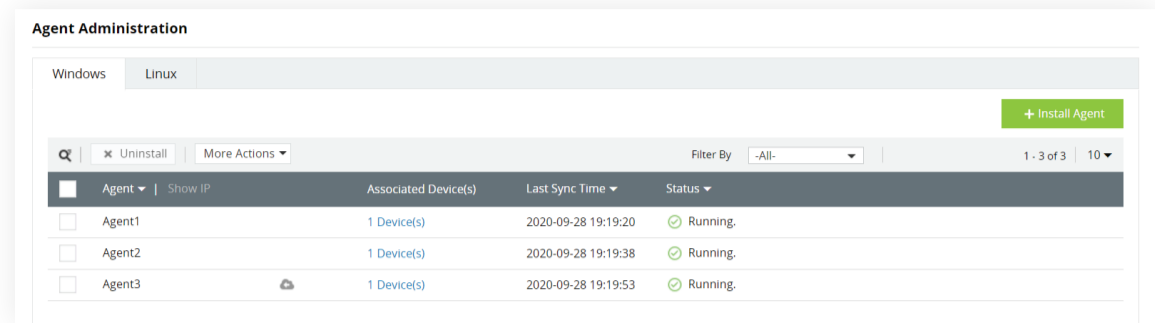 Agent Administration
Windows Linux
+ Install Agent
Uninstall More Actions Filter By -All- 1 - 3 of 3 10
Agent | Show IP Associated Device(s) Last Sync Time Status
Agent1 1 Device(s) 2020-09-28 19:19:20 Running.
Agent2 1 Device(s) 2020-09-28 19:19:38 Running.
Agent3 1 Device(s) 2020-09-28 19:19:53 Running.